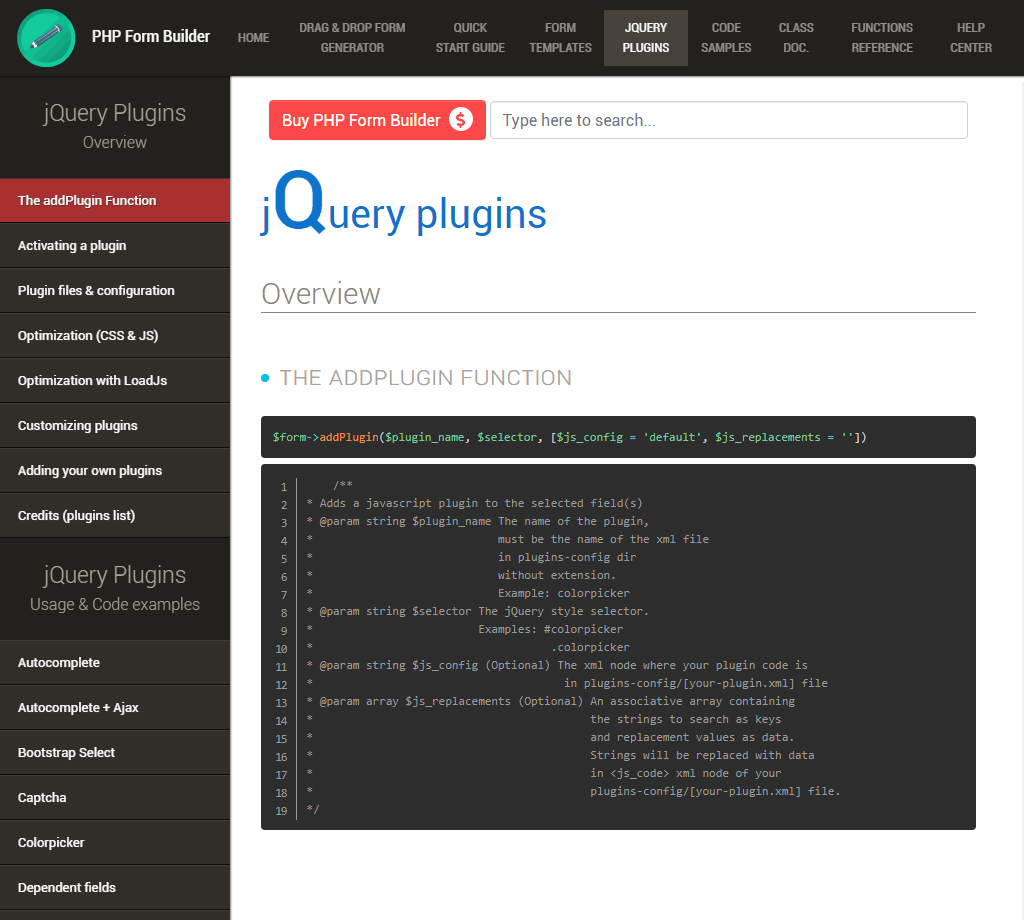 PHP Form Builder
HOME
DRAG & DROP FORM
GENERATOR
QUICK
START GUIDE
FORM
TEMPLATES
JQUERY
PLUGINS
CODE
SAMPLES
CLASS
DOC.
FUNCTIONS
REFERENCE
HELP
CENTER
jQuery Plugins
Overview
The addPlugin Function
Activating a plugin
Plugin files & configuration
Optimization (CSS & JS)
Optimization with LoadJs
Customizing plugins
Adding your own plugins
Credits (plugins list)
jQuery Plugins
Usage & Code examples
Autocomplete
Autocomplete + Ajax
Bootstrap Select
Captcha
Colorpicker
Dependent fields
Buy PHP Form Builder $
Type here to search...
jQuery plugins
Overview
THE ADDPLUGIN FUNCTION
$form->addPlugin($plugin_name, $selector, [$js_config = 'default', $js_replacements = ''])
1 /**
2 * Adds a javascript plugin to the selected field(s)
3 * @param string $plugin_name The name of the plugin,
4 * must be the name of the xml file
5 * in plugins-config dir
6 * without extension.
7 * Example: colorpicker
8 * @param string $selector The jQuery style selector.
9 * Examples: #colorpicker
10 * .colorpicker
11 * @param string $js_config (Optional) The xml node where your plugin code is
12 * in plugins-config/[your-plugin.xml] file
13 * @param array $js_replacements (Optional) An associative array containing
14 * the strings to search as keys
15 * and replacement values as data.
16 * Strings will be replaced with data
17 * in <js_code> xml node of your
18 * plugins-config/[your-plugin.xml] file.
19 */